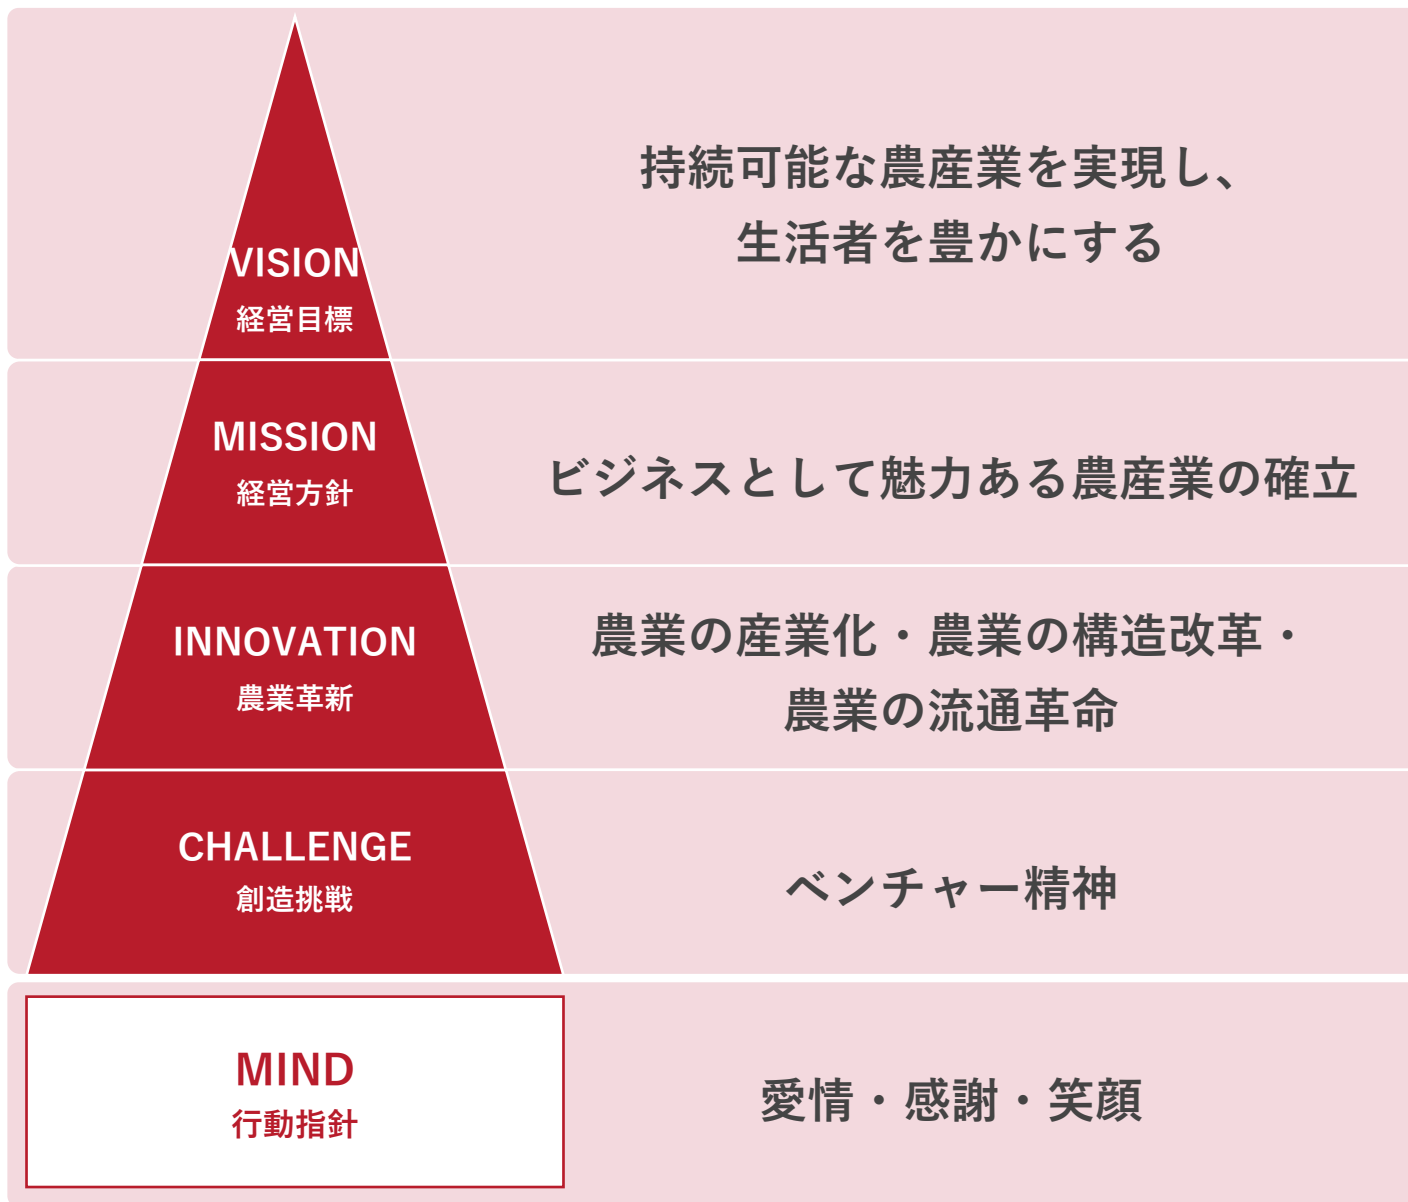 VISION
経営目標
持続可能な農産業を実現し、
生活者を豊かにする
MISSION
経営方針
ビジネスとして魅力ある農産業の確立
INNOVATION
農業革新
農業の産業化・農業の構造改革・
農業の流通革命
CHALLENGE
創造挑戦
ベンチャー精神
MIND
行動指針
愛情・感謝・笑顔